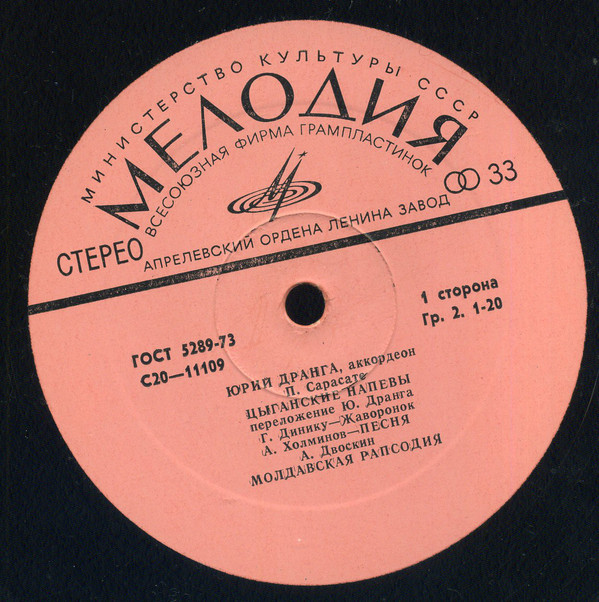 МИНИСТЕРСТВО КУЛЬТУРЫ СССР
МЕЛОДИЯ
ВСЕСОЮЗНАЯ ФИРМА ГРАМПЛАСТИНОК
33
СТЕРЕО
АПРЕЛЕВСКИЙ ОРДЕНА ЛЕНИНА ЗАВОД
ГОСТ 5289-73
С20—11109
1 сторона
Гр. 2. 1-20
ЮРИЙ ДРАНГА, аккордеон
П. Сарасате
ЦЫГАНСКИЕ НАПЕВЫ
переложение Ю. Дранга
Г. Динику—Жаворонок
А. Холминов—ПЕСНЯ
А. Двоскин
МОЛДАВСКАЯ РАПСОДИЯ